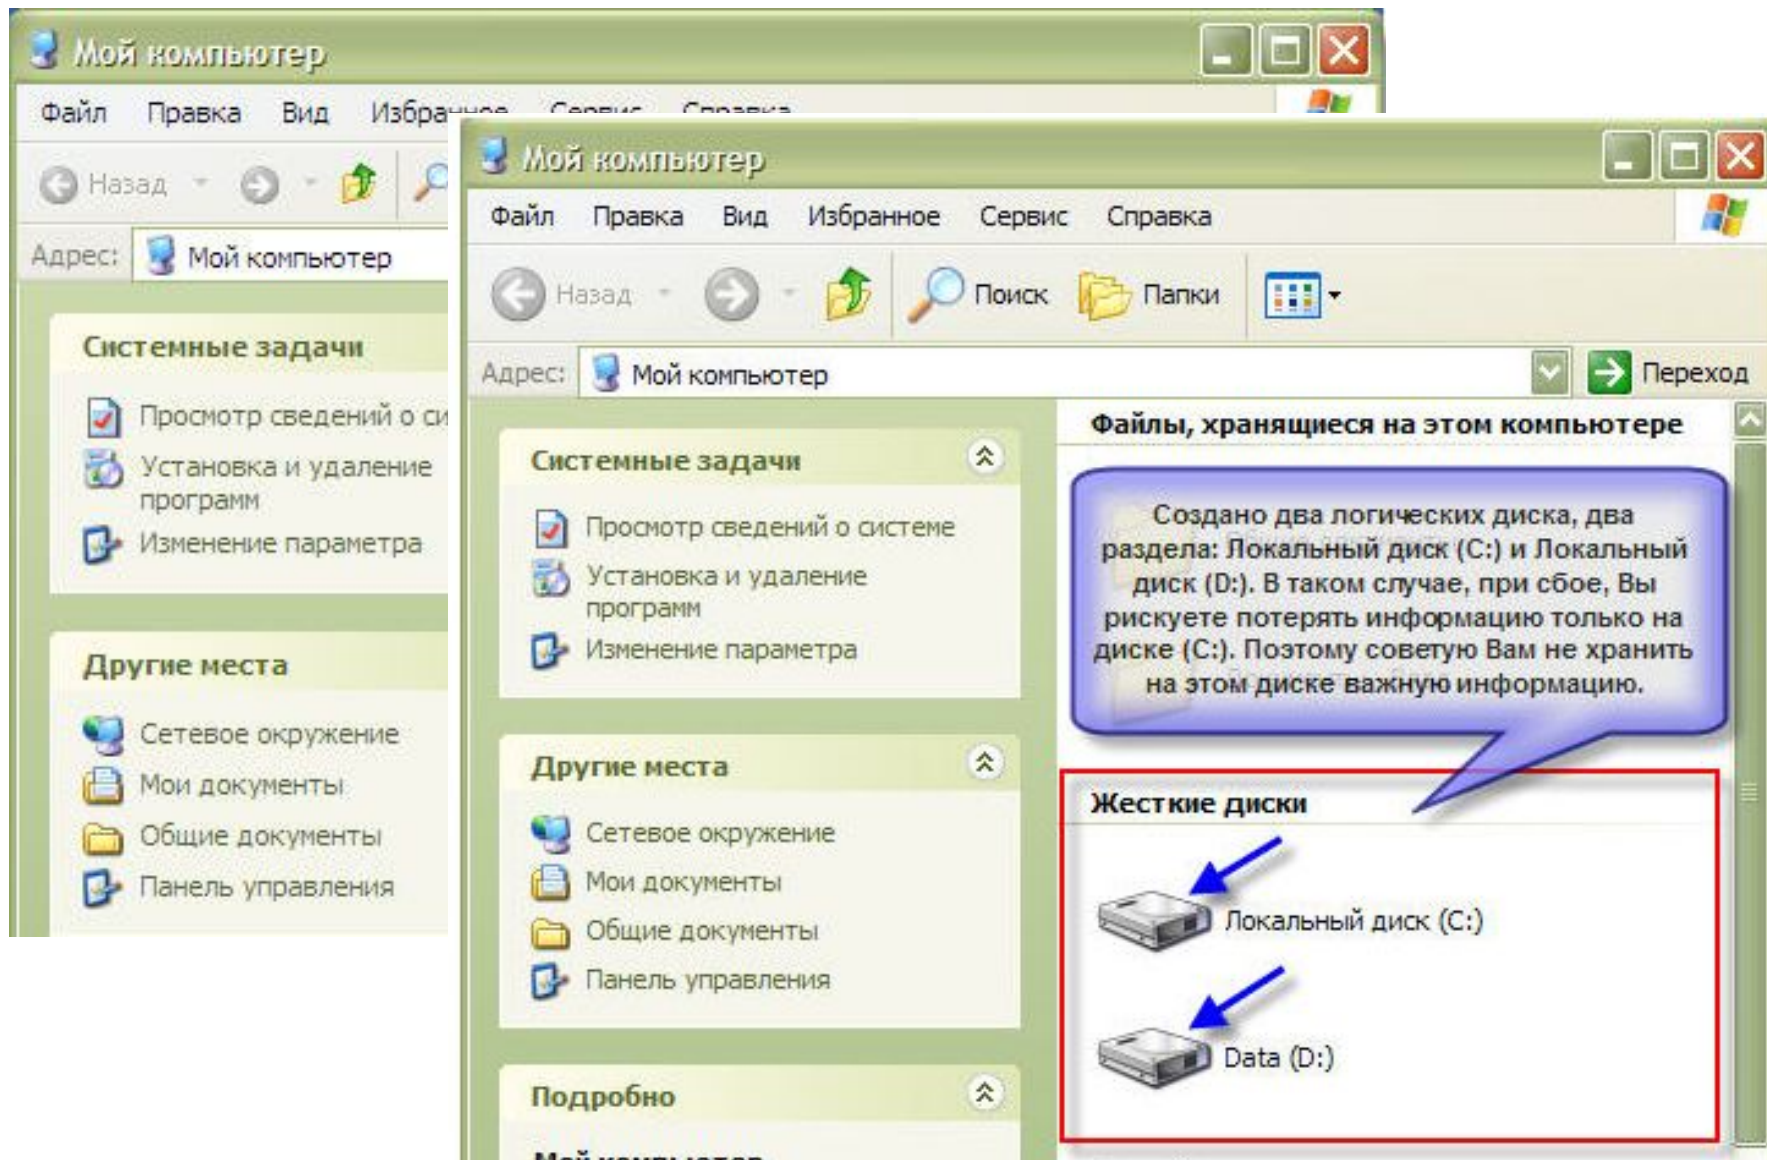 Мой компьютер
Файл Правка Вид Избранное Сервис Справка
Назад
Адрес: Мой компьютер
Системные задачи
Просмотр сведений о си
Установка и удаление
программ
Изменение параметра
Другие места
Сетевое окружение
Мои документы
Общие документы
Панель управления
Мой компьютер
Файл Правка Вид Избранное Сервис Справка
Назад Поиск Папки
Адрес: Мой компьютер Переход
Системные задачи
Просмотр сведений о системе
Установка и удаление
программ
Изменение параметра
Другие места
Сетевое окружение
Мои документы
Общие документы
Панель управления
Подробно
Мой компьютер
Файлы, хранящиеся на этом компьютере
Создано два логических диска, два
раздела: Локальный диск (C:) и Локальный
диск (D:). В таком случае, при сбое, Вы
рискуете потерять информацию только на
диске (C:). Поэтому советую Вам не хранить
на этом диске важную информацию.
Жесткие диски
Локальный диск (C:)
Data (D:)